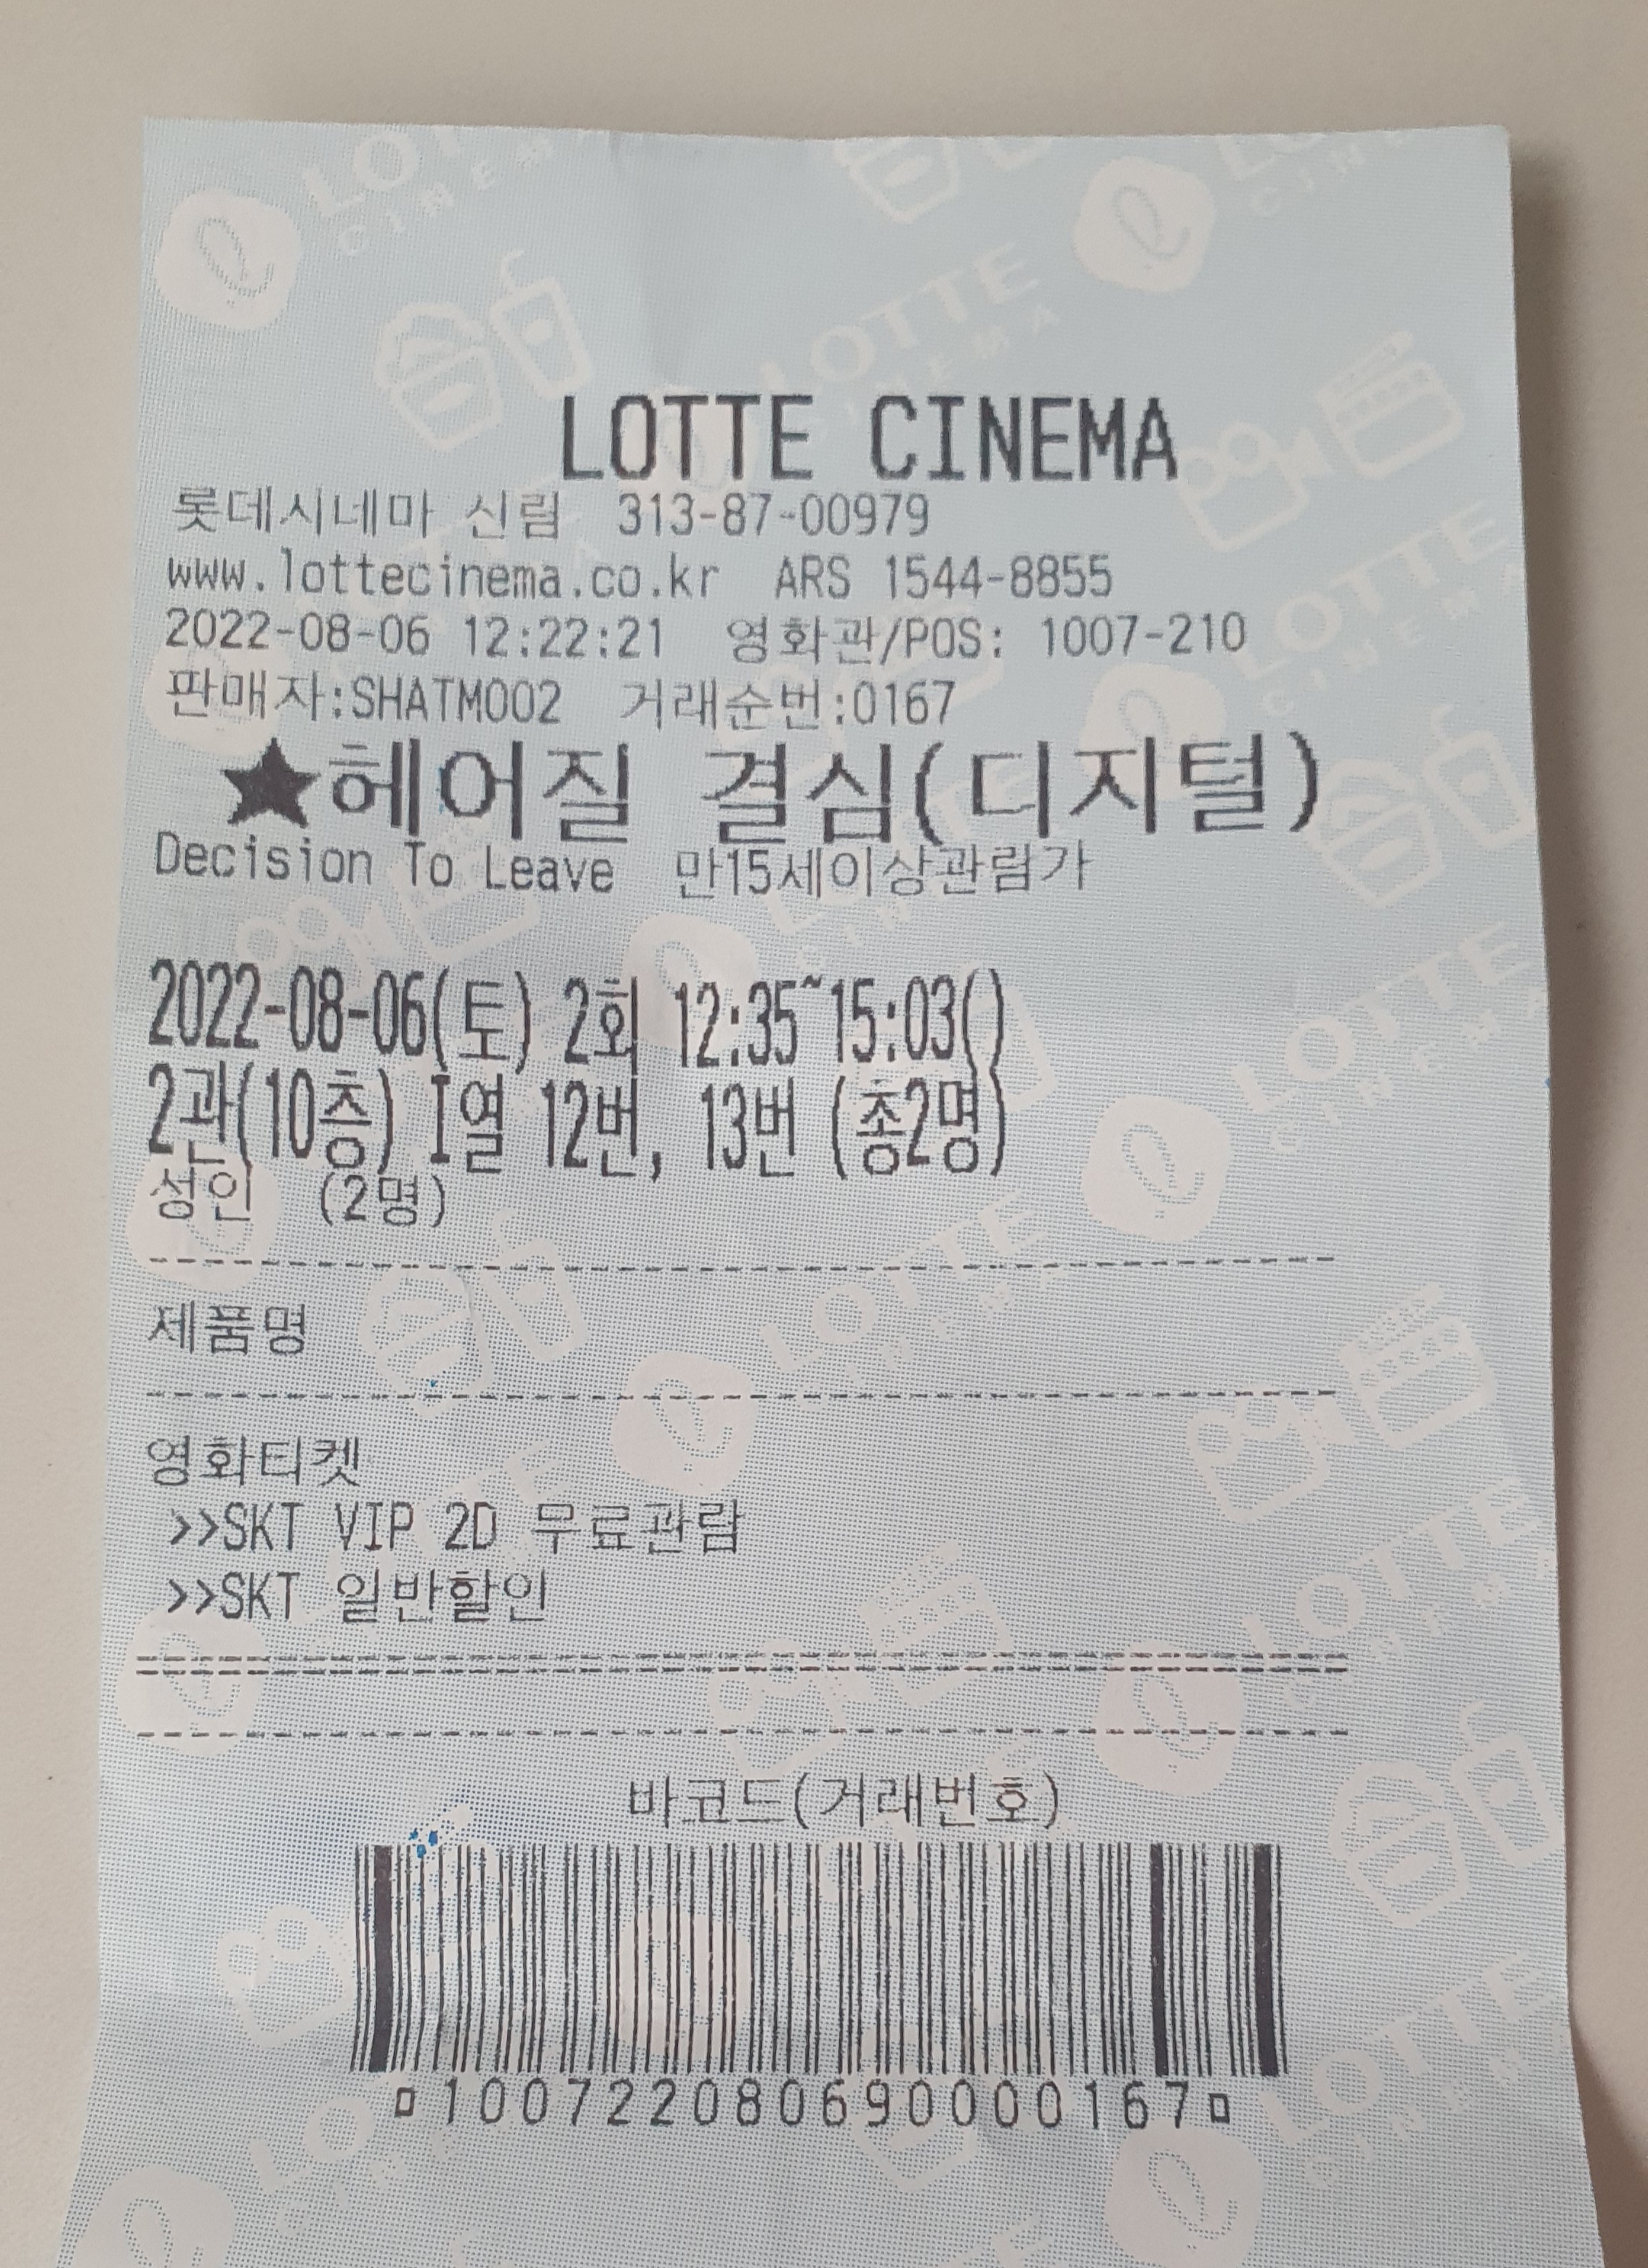 LOTTE CINEMA
롯데시네마 신림 313-87-00979
www.lottecinema.co.kr ARS 1544-8855
2022-08-06 12:22:21 영화관/POS: 1007-210
판매자:SHATM002 거래순번:0167
★헤어질 결심(디지털)
Decision To Leave 만15세이상관람가
2022-08-06(토) 2회 12:35~15:03()
2관(10층) I열 12번, 13번 (총2명)
성인 (2명)
제품명
영화티켓
>>SKT VIP 2D 무료관람
>>SKT 일반할인
바코드(거래번호)
100722080690000167